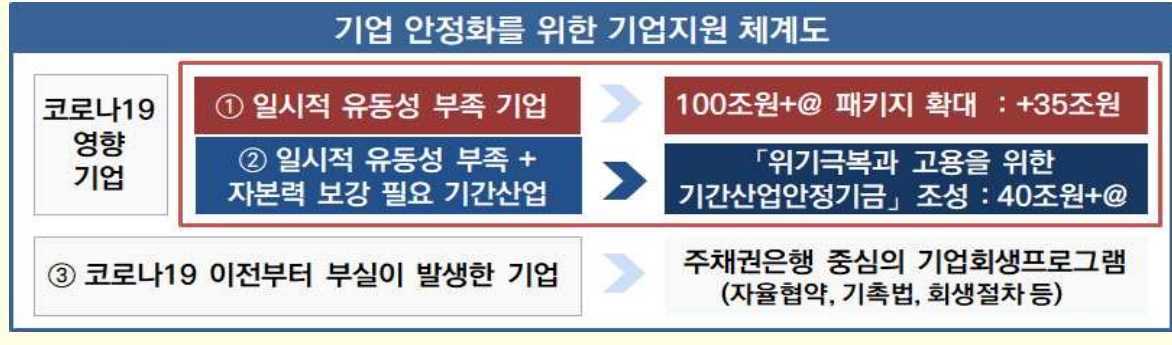 기업 안정화를 위한 기업지원 체계도
코로나19
영향
기업
① 일시적 유동성 부족 기업
100조원+@ 패키지 확대 : +35조원
② 일시적 유동성 부족 +
자본력 보강 필요 기간산업
「위기극복과 고용을 위한
기간산업안정기금」 조성 : 40조원+@
③ 코로나19 이전부터 부실이 발생한 기업
주채권은행 중심의 기업회생프로그램
(자율협약, 기촉법, 회생절차 등)